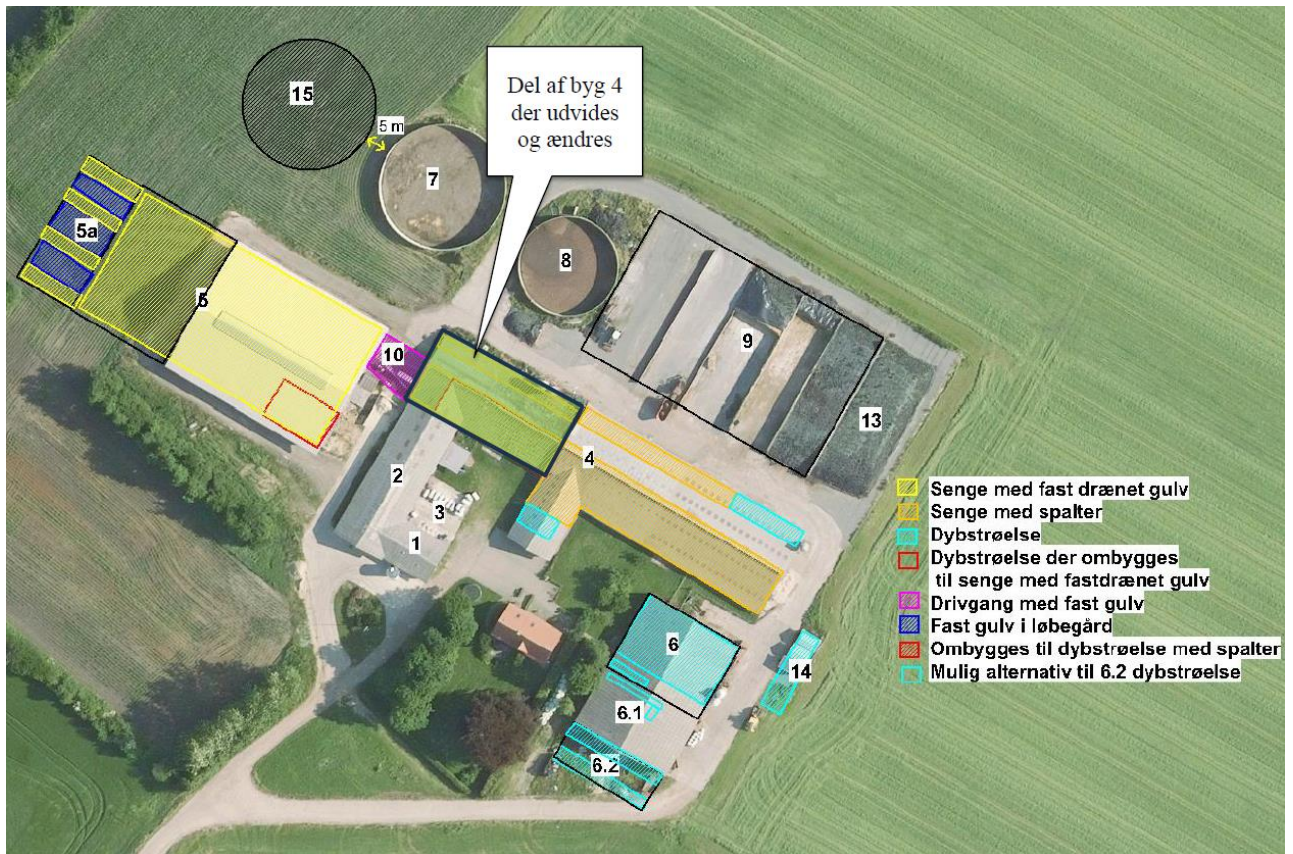 15
5 m
Del af byg 4
der udvides
og ændres
7
5a
8
5
9
10
13
2
4
3
1
6
14
6.1
6.2
Senge med fast drænet gulv
Senge med spalter
Dybstrøelse
Dybstrøelse der ombygges
til senge med fastdrænet gulv
Drivgang med fast gulv
Fast gulv i løbegård
Ombygges til dybstrøelse med spalter
Mulig alternativ til 6.2 dybstrøelse